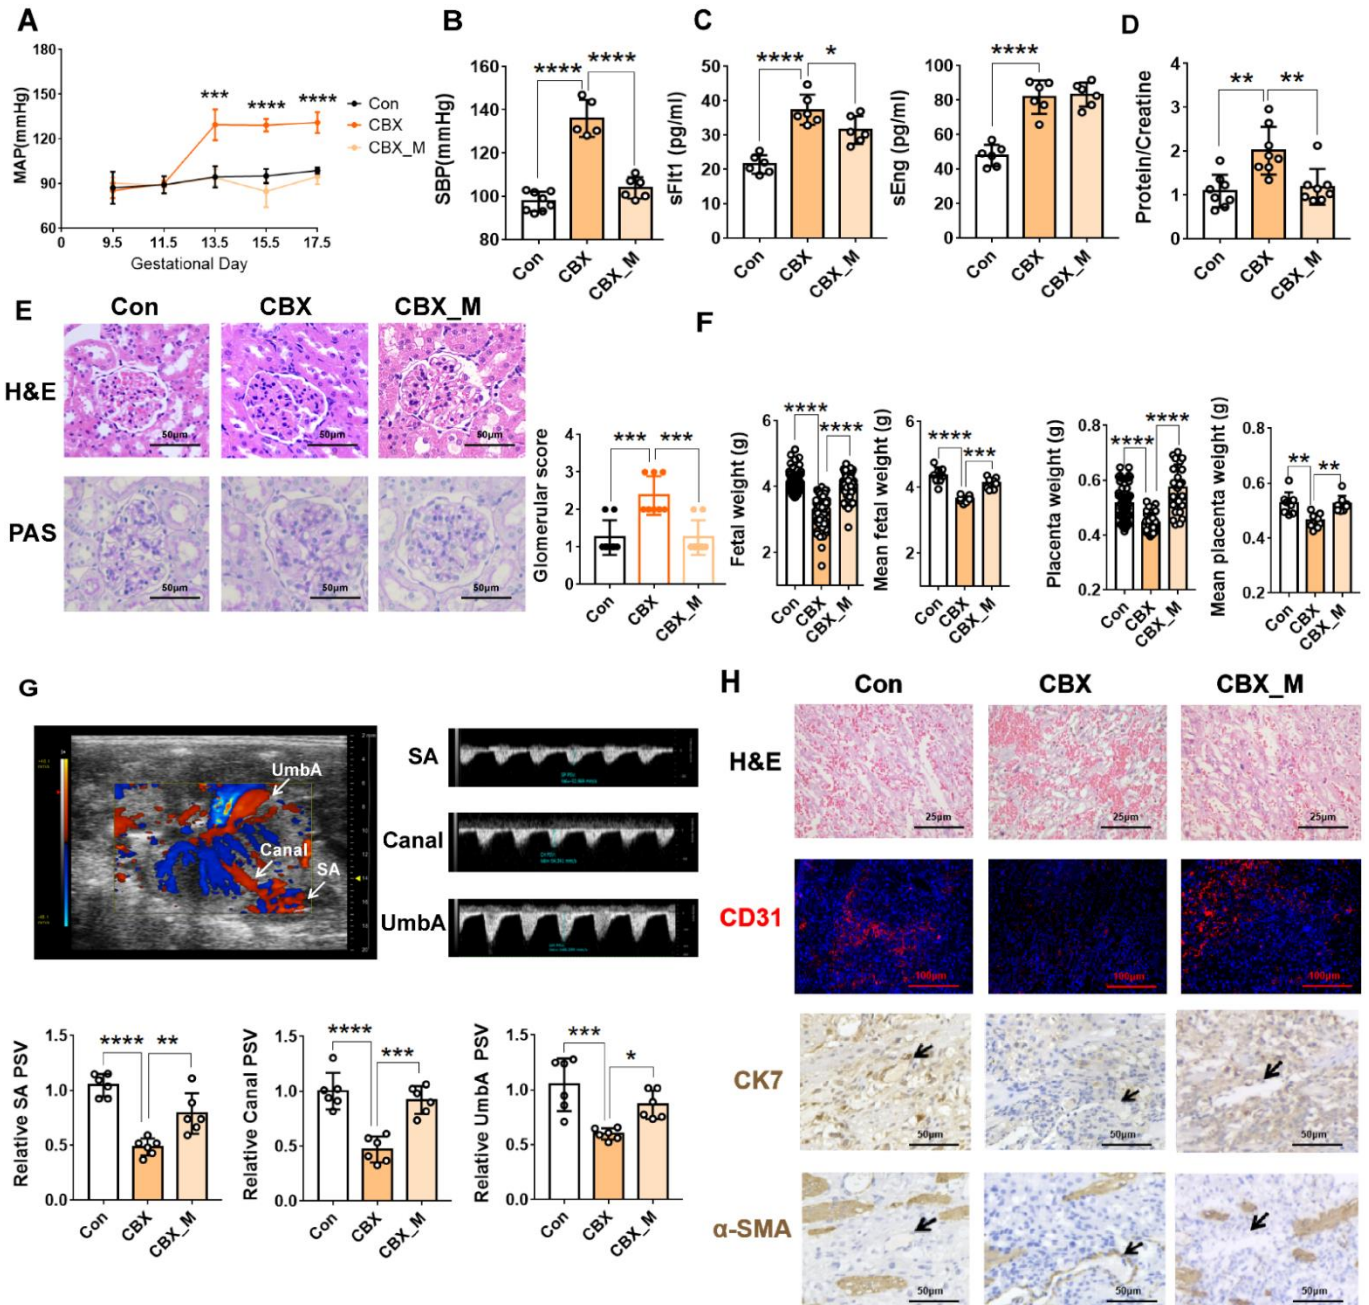 A
180
150
120
90
60
MAP(mmHg)
0
9.5
11.5
13.5
15.5
17.5
Gestational Day
***
****
****
Con
CBX
CBX_M
B
160
140
120
100
80
SBP(mmHg)
****
****
Con
CBX
CBX_M
C
50
40
30
20
10
0
sFlt1 (pg/ml)
****
*
Con
CBX
CBX_M
100
80
60
40
20
0
sEng (pg/ml)
****
Con
CBX
CBX_M
D
4
3
2
1
0
Protein/Creatine
**
**
Con
CBX
CBX_M
E
Con
CBX
CBX_M
H&E
50μm
50μm
50μm
PAS
50μm
50μm
50μm
4
3
2
1
0
Glomerular score
***
***
Con
CBX
CBX_M
F
6
4
2
Fetal weight (g)
****
****
Con
CBX
CBX_M
6
4
2
Mean fetal weight (g)
****
***
Con
CBX
CBX_M
0.8
0.6
0.4
0.2
Placenta weight (g)
****
****
Con
CBX
CBX_M
0.8
0.6
0.4
0.2
Mean placenta weight (g)
**
**
Con
CBX
CBX_M
G
UmbA
Canal
SA
SA
Canal
UmbA
1.5
1.0
0.5
0.0
Relative SA PSV
****
**
Con
CBX
CBX_M
1.5
1.0
0.5
0.0
Relative Canal PSV
****
***
Con
CBX
CBX_M
1.5
1.0
0.5
0.0
Relative UmbA PSV
***
*
Con
CBX
CBX_M
H
Con
CBX
CBX_M
H&E
25μm
25μm
25μm
CD31
100μm
100μm
100μm
CK7
50μm
50μm
50μm
α-SMA
50μm
50μm
50μm